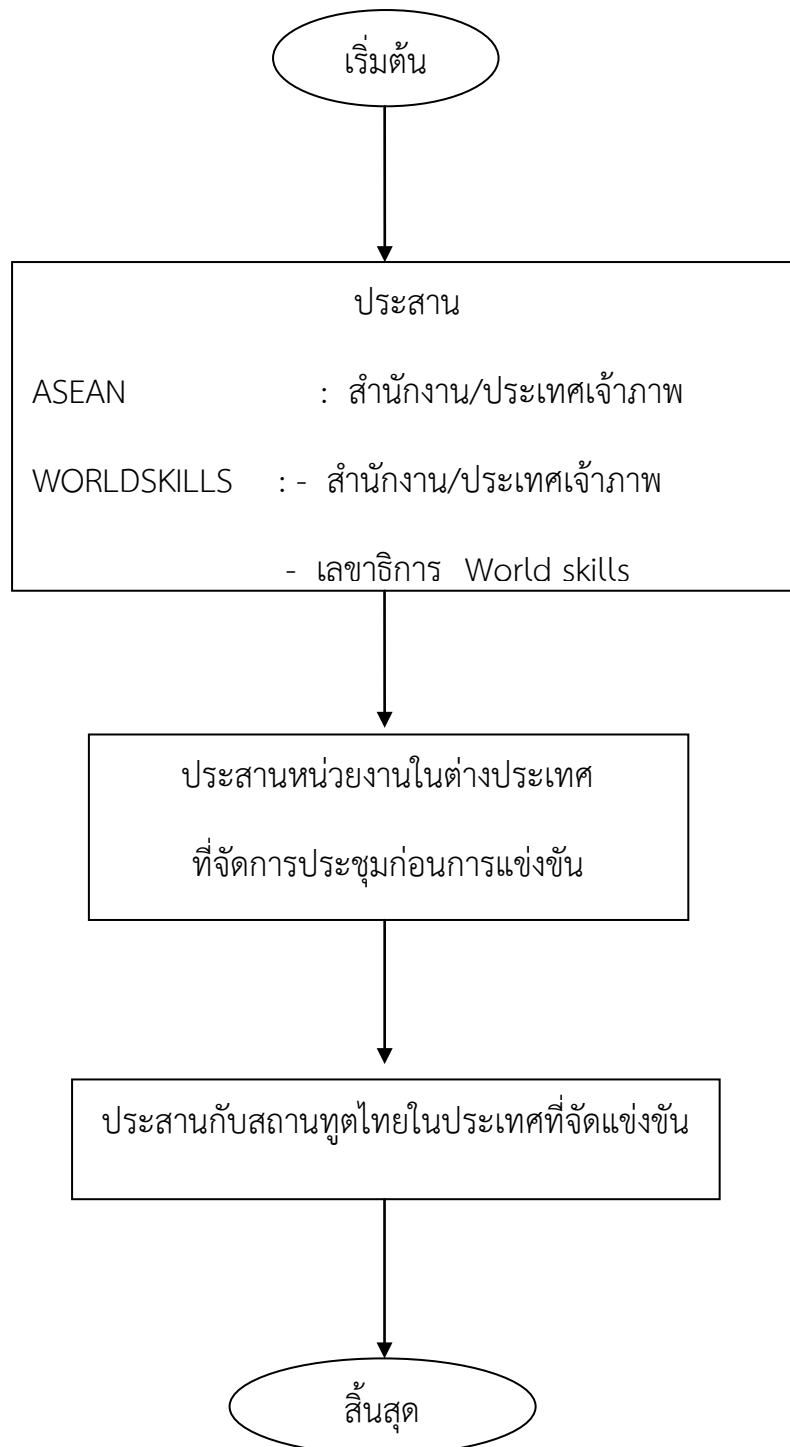 เริ่มต้น
ประสาน
ASEAN : สำนักงาน/ประเทศเจ้าภาพ
WORLDSKILLS : - สำนักงาน/ประเทศเจ้าภาพ
- เลขาธิการ World skills
ประสานหน่วยงานในต่างประเทศ
ที่จัดการประชุมก่อนการแข่งขัน
ประสานกับสถานทูตไทยในประเทศที่จัดแข่งขัน
สิ้นสุด